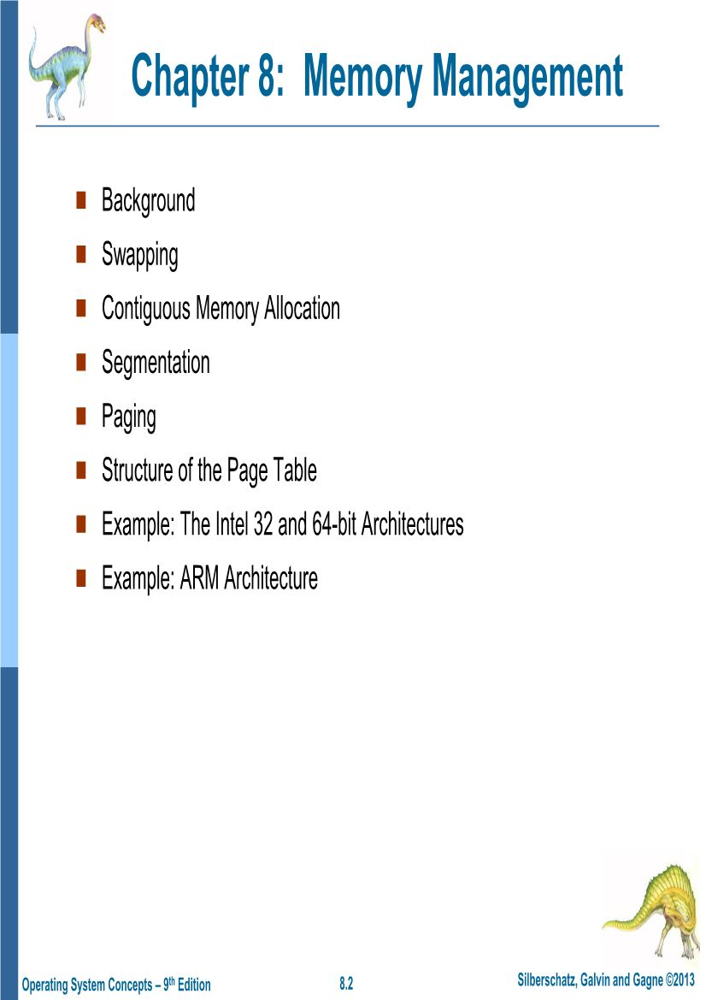 Chapter 8: Memory Management
Background
Swapping
Contiguous Memory Allocation
Segmentation
Paging
Structure of the Page Table
Example: The Intel 32 and 64-bit Architectures
Example: ARM Architecture
Operating System Concepts – 9th Edition
8.2
Silberschatz, Galvin and Gagne ©2013